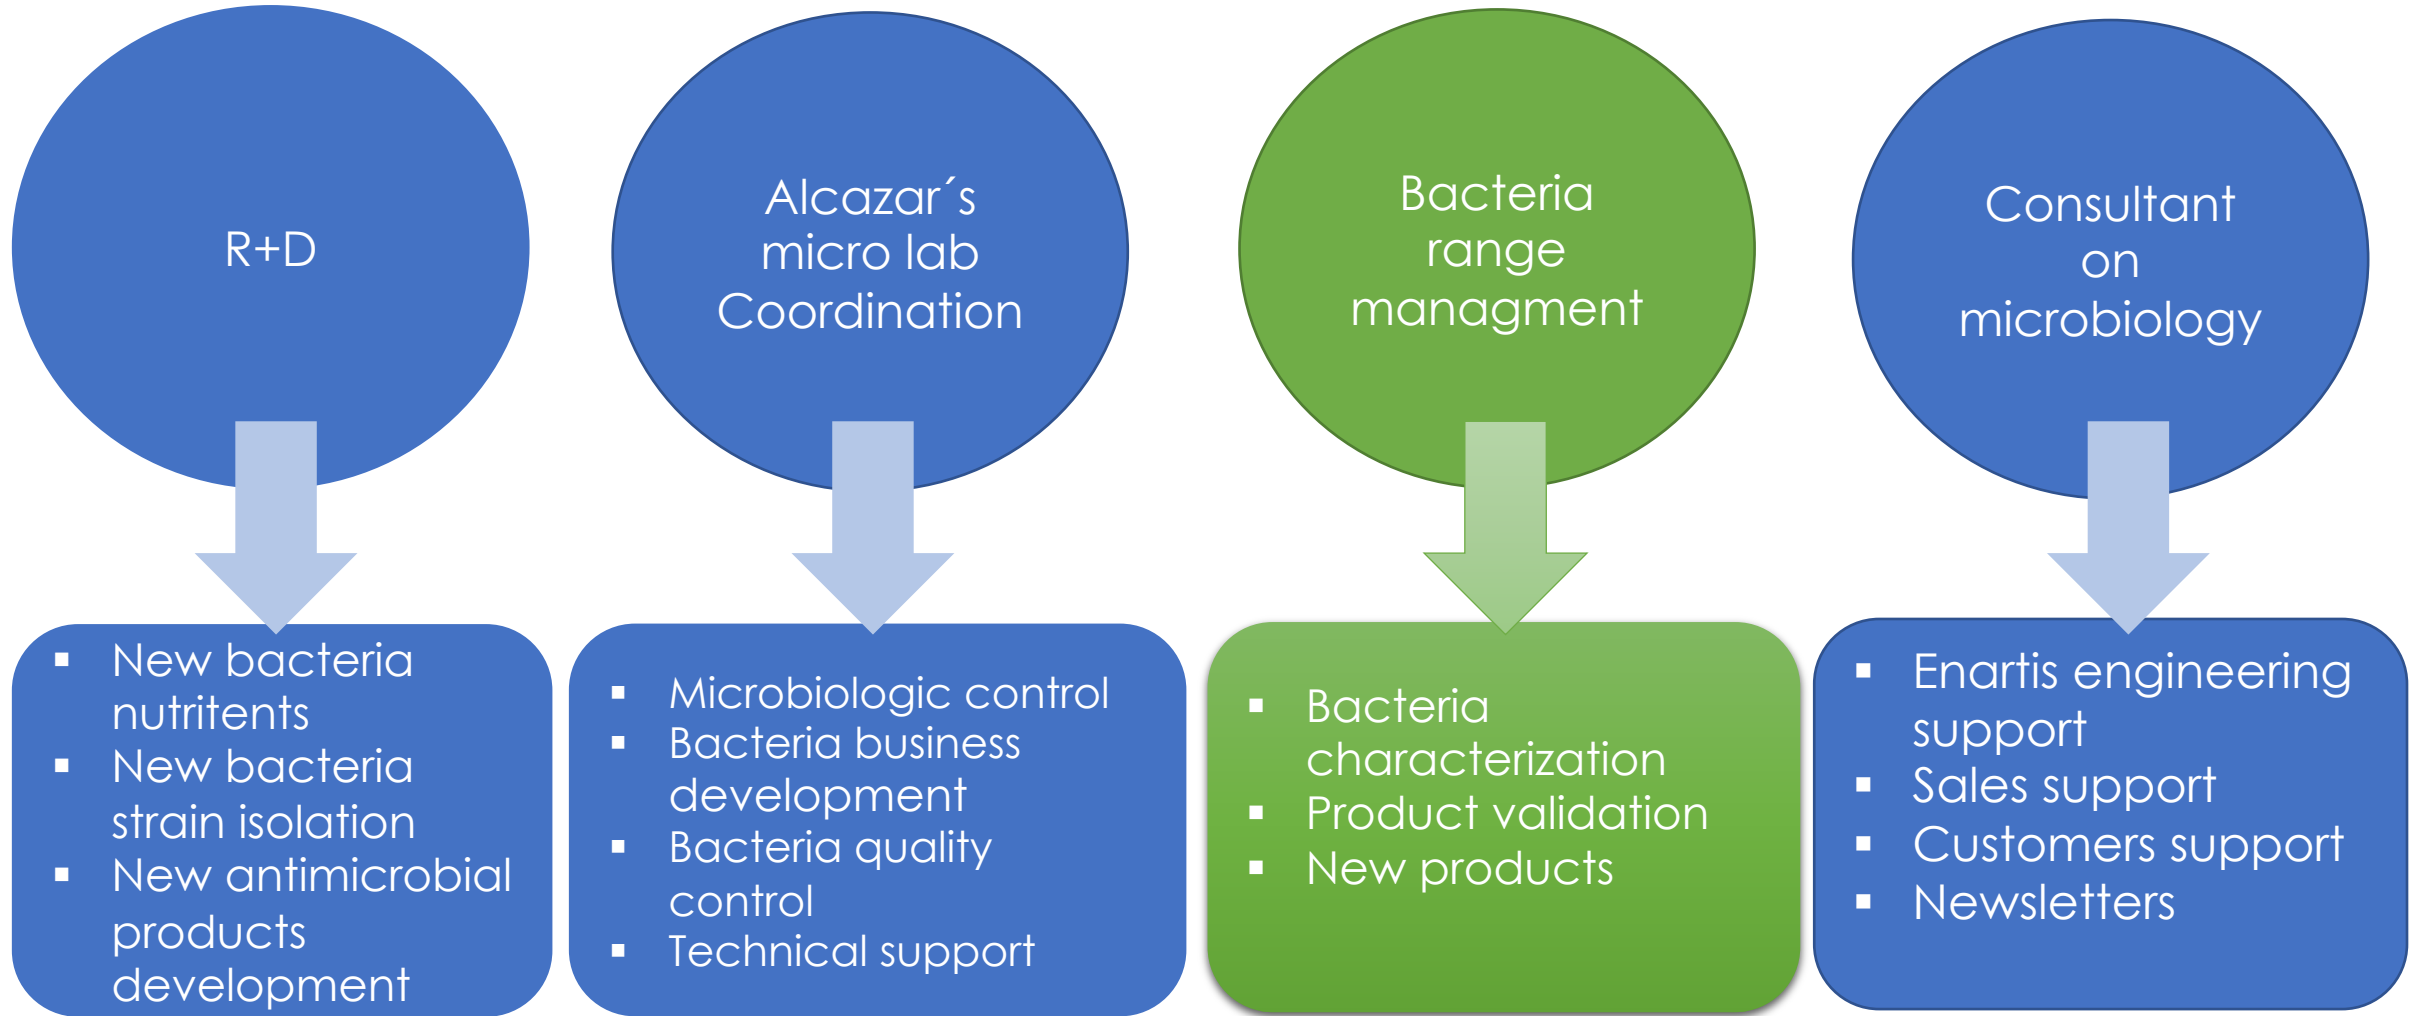 R+D
Alcazar´s
micro lab
Coordination
Bacteria
range
managment
Consultant
on
microbiology
▪ New bacteria
nutritents
▪ New bacteria
strain isolation
▪ New antimicrobial
products
development
▪ Microbiologic control
▪ Bacteria business
development
▪ Bacteria quality
control
▪ Technical support
▪ Bacteria
characterization
▪ Product validation
▪ New products
▪ Enartis engineering
support
▪ Sales support
▪ Customers support
▪ Newsletters